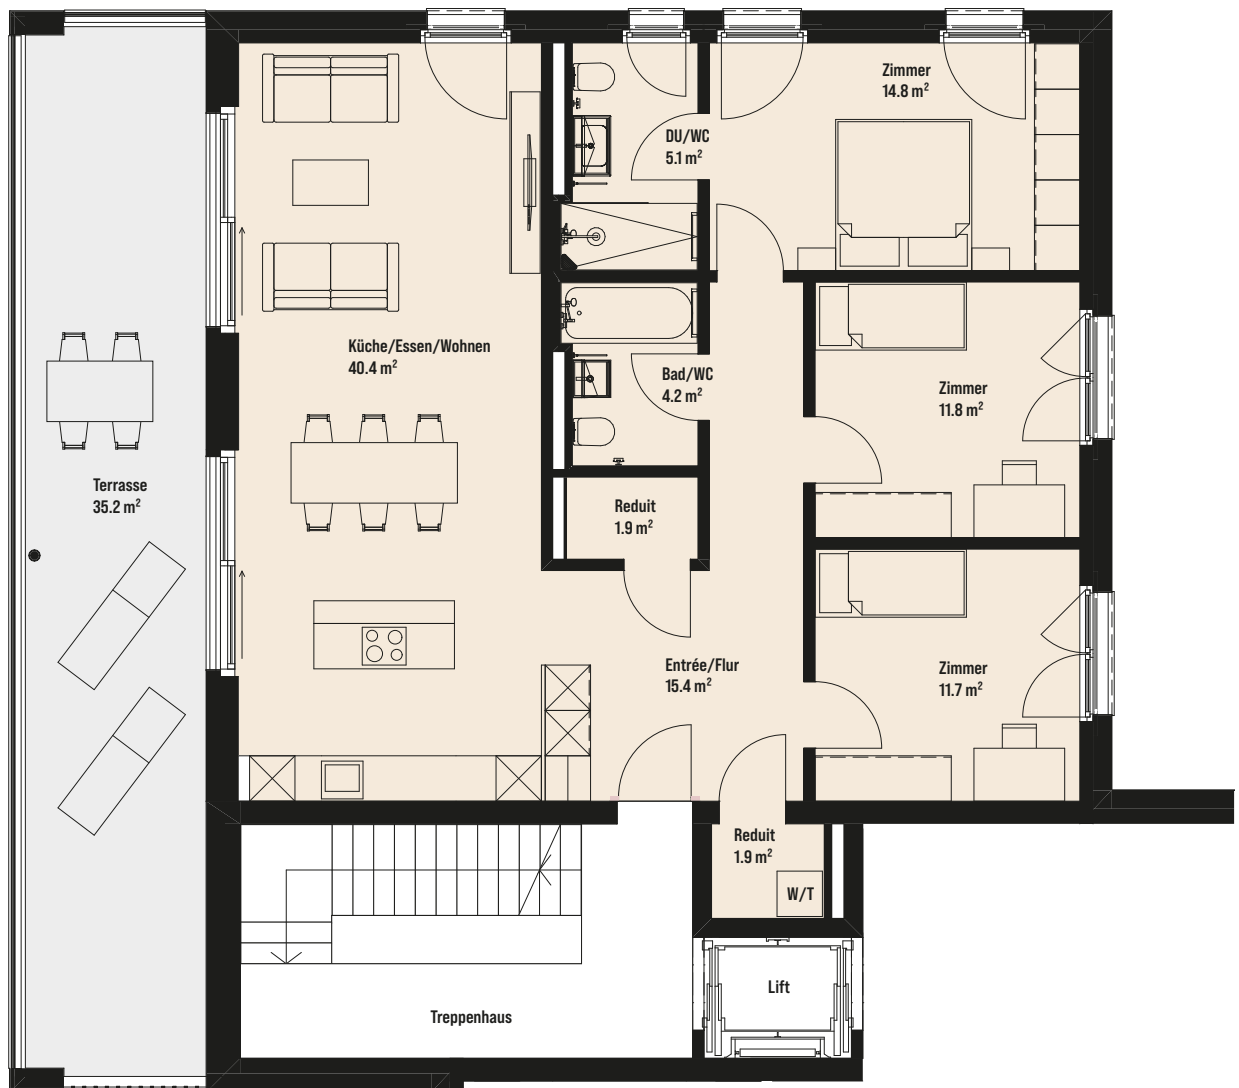 Zimmer
14.8 m²
DU/WC
5.1 m²
Küche/Essen/Wohnen
40.4 m²
Bad/WC
4.2 m²
Zimmer
11.8 m²
Terrasse
35.2 m²
Reduit
1.9 m²
Entrée/Flur
15.4 m²
Zimmer
11.7 m²
Reduit
1.9 m²
W/T
Lift
Treppenhaus